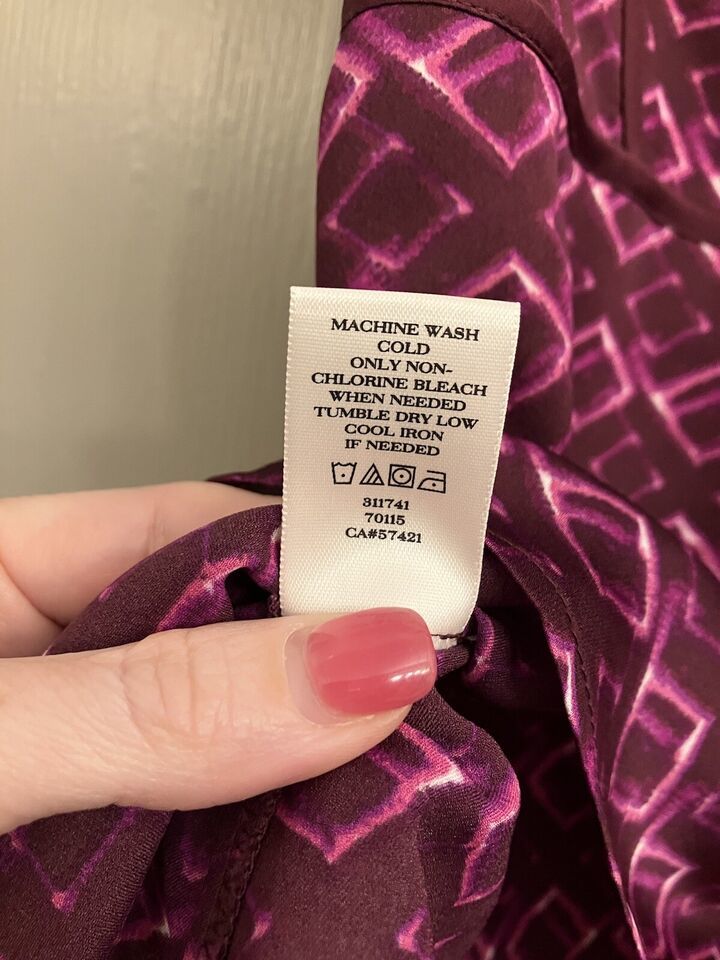 MACHINE WASH
COLD
ONLY NON-
CHLORINE BLEACH
WHEN NEEDED
TUMBLE DRY LOW
COOL IRON
IF NEEDED
311741
70115
CA#57421